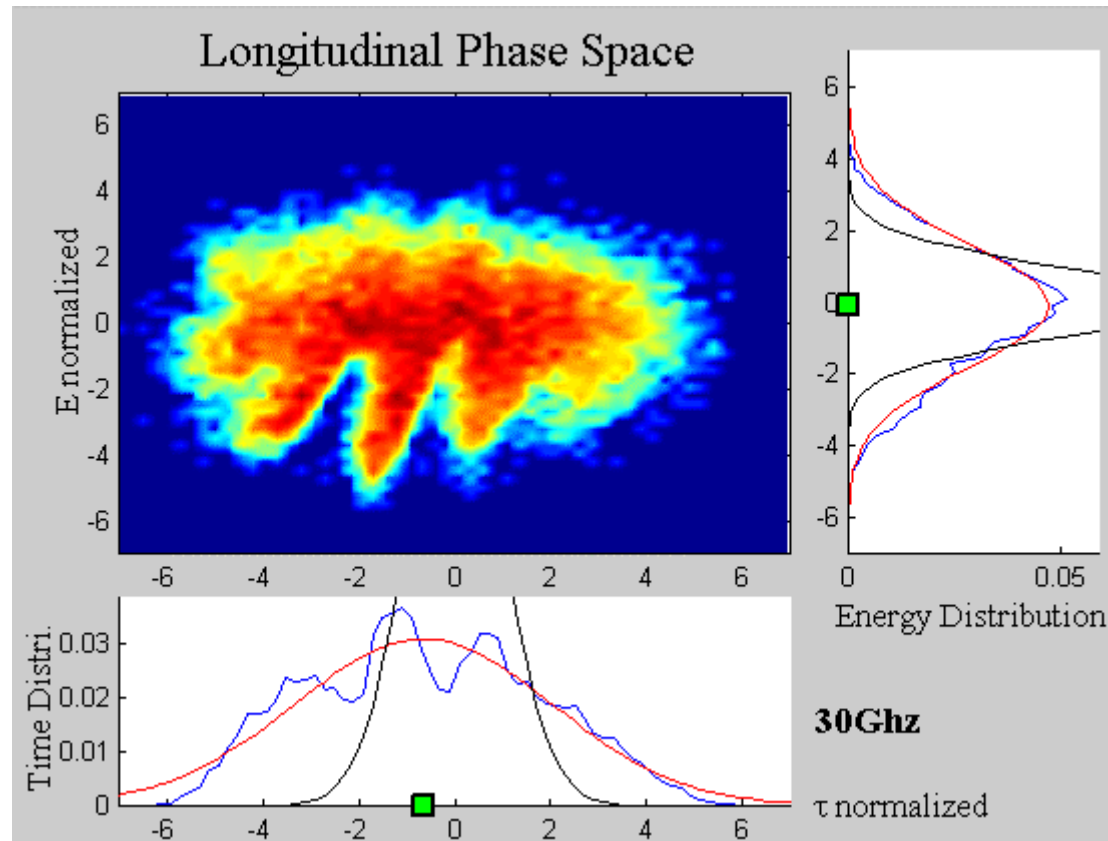 Longitudinal Phase Space
E normalized
6
4
2
0
-2
-4
-6
-6 -4 -2 0 2 4 6
6
4
2
0
-2
-4
-6
0 0.05
Energy Distribution
Time Distri.
0.03
0.02
0.01
0
-6 -4 -2 0 2 4 6
30Ghz
τ normalized